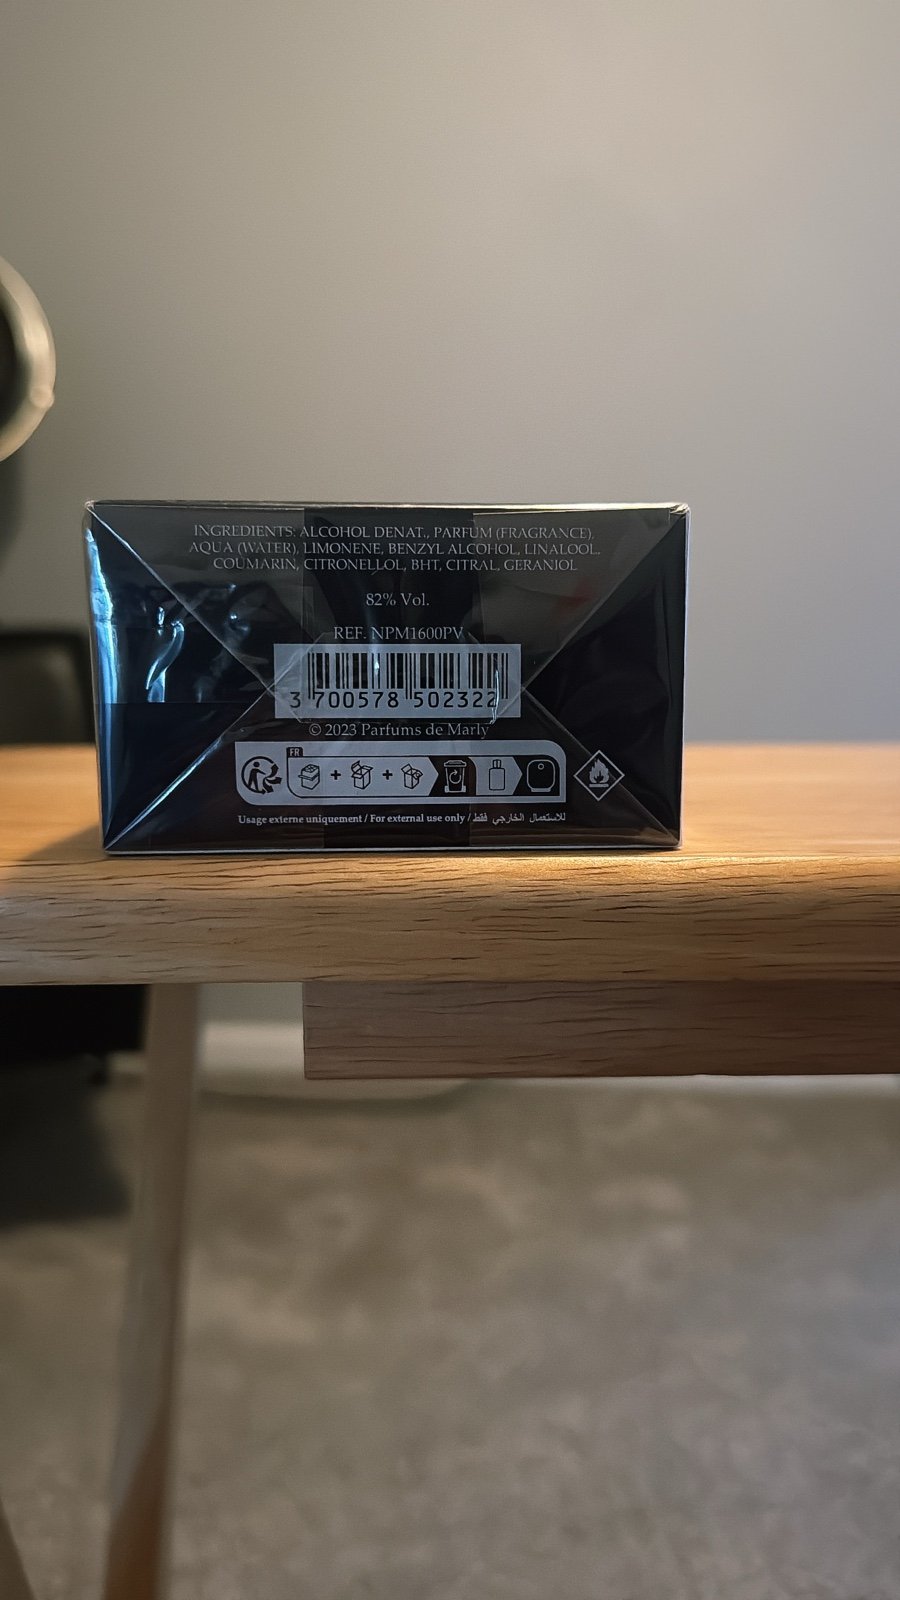 INGREDIENTS: ALCOHOL DENAT., PARFUM (FRAGRANCE),
AQUA (WATER), LIMONENE, BENZYL ALCOHOL, LINALOOL,
COUMARIN, CITRONELLOL, BHT, CITRAL, GERANIOL
82% Vol.
REF. NPM1600PV
3 700578 502322
© 2023 Parfums de Marly
FR
Usage externe uniquement / For external use only / للاستعمال الخارجي فقط